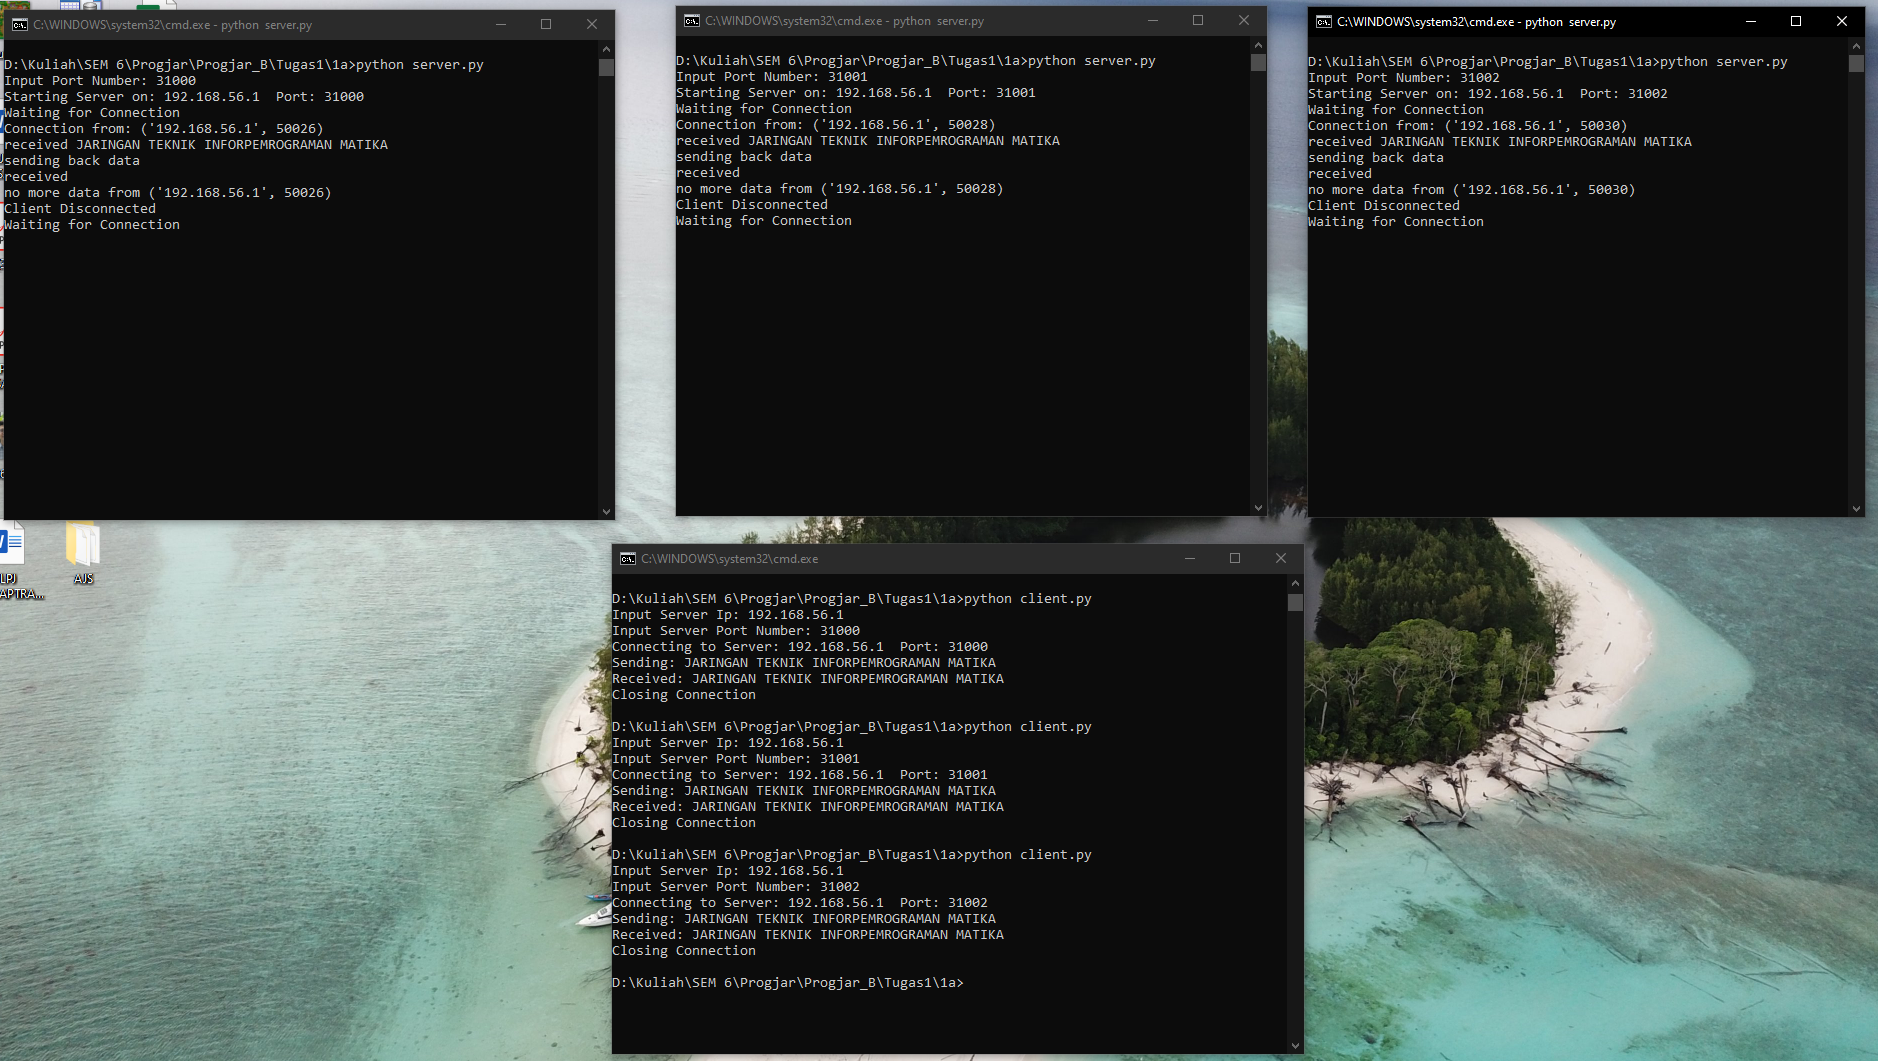 C:\WINDOWS\system32\cmd.exe - python  server.py
D:\Kuliah\SEM 6\Progjar\Progjar_B\Tugas1\1a>python server.py
Input Port Number: 31000
Starting Server on: 192.168.56.1  Port: 31000
Waiting for Connection
Connection from: ('192.168.56.1', 50026)
received JARINGAN TEKNIK INFORPEMROGRAMAN MATIKA
sending back data
received
no more data from ('192.168.56.1', 50026)
Client Disconnected
Waiting for Connection
C:\WINDOWS\system32\cmd.exe - python  server.py
D:\Kuliah\SEM 6\Progjar\Progjar_B\Tugas1\1a>python server.py
Input Port Number: 31001
Starting Server on: 192.168.56.1  Port: 31001
Waiting for Connection
Connection from: ('192.168.56.1', 50028)
received JARINGAN TEKNIK INFORPEMROGRAMAN MATIKA
sending back data
received
no more data from ('192.168.56.1', 50028)
Client Disconnected
Waiting for Connection
C:\WINDOWS\system32\cmd.exe - python  server.py
D:\Kuliah\SEM 6\Progjar\Progjar_B\Tugas1\1a>python server.py
Input Port Number: 31002
Starting Server on: 192.168.56.1  Port: 31002
Waiting for Connection
Connection from: ('192.168.56.1', 50030)
received JARINGAN TEKNIK INFORPEMROGRAMAN MATIKA
sending back data
received
no more data from ('192.168.56.1', 50030)
Client Disconnected
Waiting for Connection
LPJ
APTRA...
AJS
C:\WINDOWS\system32\cmd.exe
D:\Kuliah\SEM 6\Progjar\Progjar_B\Tugas1\1a>python client.py
Input Server Ip: 192.168.56.1
Input Server Port Number: 31000
Connecting to Server: 192.168.56.1  Port: 31000
Sending: JARINGAN TEKNIK INFORPEMROGRAMAN MATIKA
Received: JARINGAN TEKNIK INFORPEMROGRAMAN MATIKA
Closing Connection
D:\Kuliah\SEM 6\Progjar\Progjar_B\Tugas1\1a>python client.py
Input Server Ip: 192.168.56.1
Input Server Port Number: 31001
Connecting to Server: 192.168.56.1  Port: 31001
Sending: JARINGAN TEKNIK INFORPEMROGRAMAN MATIKA
Received: JARINGAN TEKNIK INFORPEMROGRAMAN MATIKA
Closing Connection
D:\Kuliah\SEM 6\Progjar\Progjar_B\Tugas1\1a>python client.py
Input Server Ip: 192.168.56.1
Input Server Port Number: 31002
Connecting to Server: 192.168.56.1  Port: 31002
Sending: JARINGAN TEKNIK INFORPEMROGRAMAN MATIKA
Received: JARINGAN TEKNIK INFORPEMROGRAMAN MATIKA
Closing Connection
D:\Kuliah\SEM 6\Progjar\Progjar_B\Tugas1\1a>